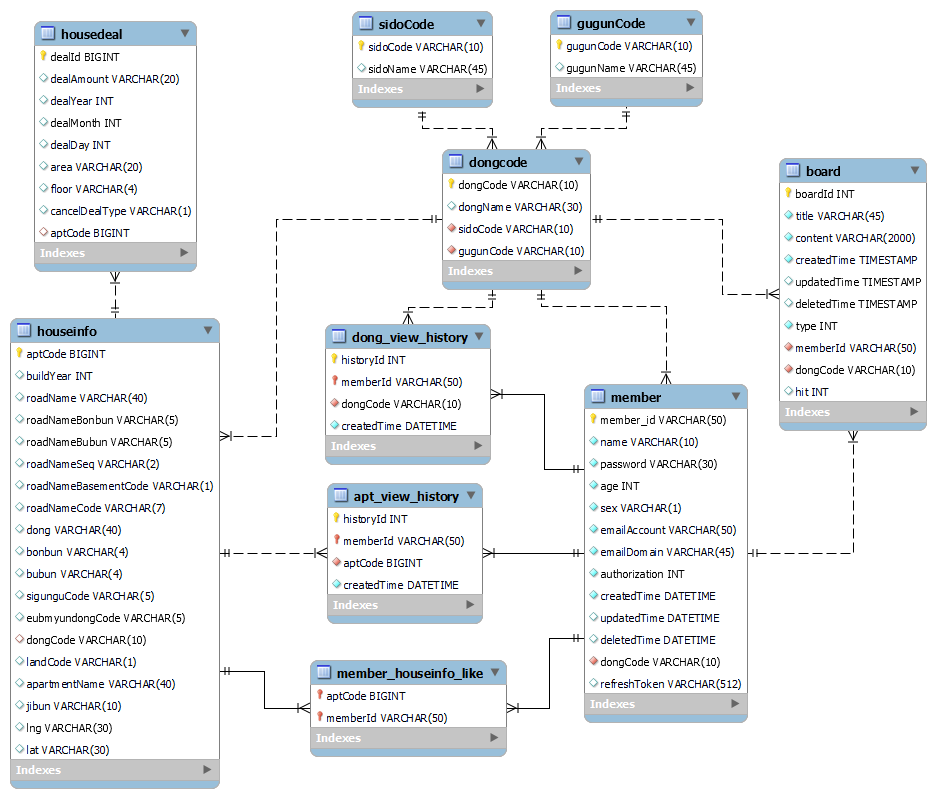 housedeal
dealId BIGINT
dealAmount VARCHAR(20)
dealYear INT
dealMonth INT
dealDay INT
area VARCHAR(20)
floor VARCHAR(4)
cancelDealType VARCHAR(1)
aptCode BIGINT
Indexes
sidoCode
sidoCode VARCHAR(10)
sidoName VARCHAR(45)
Indexes
gugunCode
gugunCode VARCHAR(10)
gugunName VARCHAR(45)
Indexes
dongcode
dongCode VARCHAR(10)
dongName VARCHAR(30)
sidoCode VARCHAR(10)
gugunCode VARCHAR(10)
Indexes
board
boardId INT
title VARCHAR(45)
content VARCHAR(2000)
createdTime TIMESTAMP
updatedTime TIMESTAMP
deletedTime TIMESTAMP
type INT
memberId VARCHAR(50)
dongCode VARCHAR(10)
hit INT
Indexes
houseinfo
aptCode BIGINT
buildYear INT
roadName VARCHAR(40)
roadNameBonbun VARCHAR(5)
roadNameBubun VARCHAR(5)
roadNameSeq VARCHAR(2)
roadNameBasementCode VARCHAR(1)
roadNameCode VARCHAR(7)
dong VARCHAR(40)
bonbun VARCHAR(4)
bubun VARCHAR(4)
sigunguCode VARCHAR(5)
eubmyundongCode VARCHAR(5)
dongCode VARCHAR(10)
landCode VARCHAR(1)
apartmentName VARCHAR(40)
jibun VARCHAR(10)
lng VARCHAR(30)
lat VARCHAR(30)
Indexes
dong_view_history
historyId INT
memberId VARCHAR(50)
dongCode VARCHAR(10)
createdTime DATETIME
Indexes
apt_view_history
historyId INT
memberId VARCHAR(50)
aptCode BIGINT
createdTime DATETIME
Indexes
member_houseinfo_like
aptCode BIGINT
memberId VARCHAR(50)
Indexes
member
member_id VARCHAR(50)
name VARCHAR(10)
password VARCHAR(30)
age INT
sex VARCHAR(1)
emailAccount VARCHAR(50)
emailDomain VARCHAR(45)
authorization INT
createdTime DATETIME
updatedTime DATETIME
deletedTime DATETIME
dongCode VARCHAR(10)
refreshToken VARCHAR(512)
Indexes